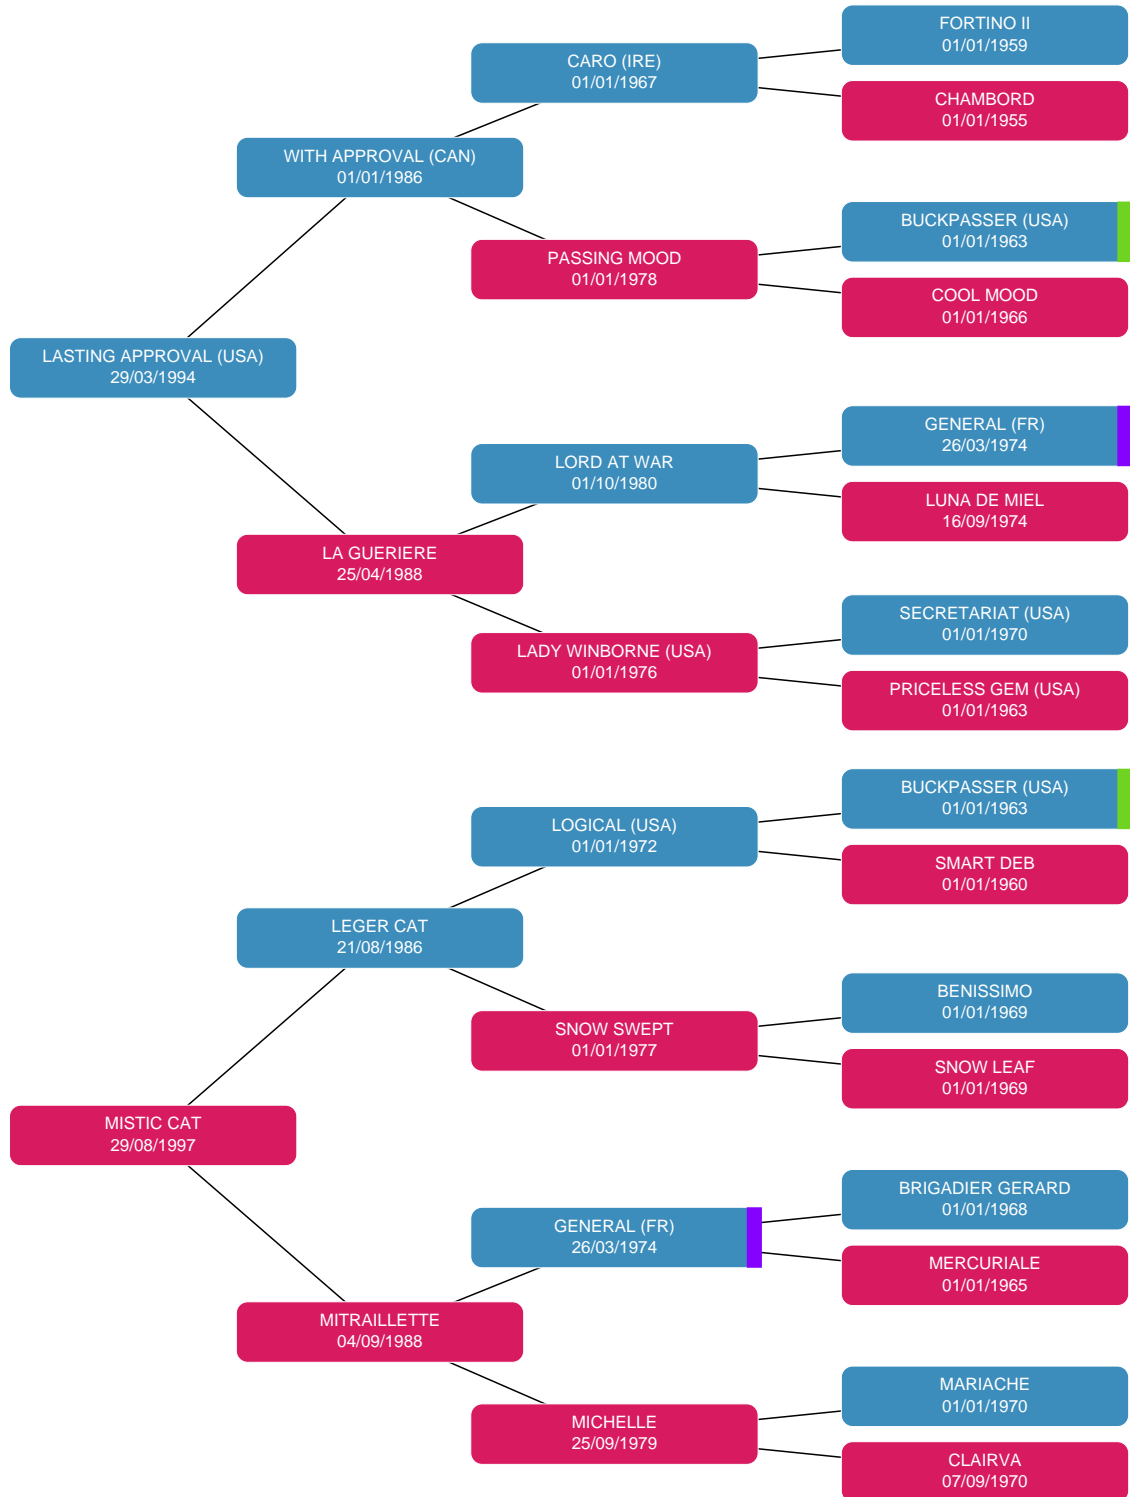 FORTINO II
01/01/1959
CARO (IRE)
01/01/1967
CHAMBORD
01/01/1955
WITH APPROVAL (CAN)
01/01/1986
BUCKPASSER (USA)
01/01/1963
PASSING MOOD
01/01/1978
COOL MOOD
01/01/1966
LASTING APPROVAL (USA)
29/03/1994
GENERAL (FR)
26/03/1974
LORD AT WAR
01/10/1980
LUNA DE MIEL
16/09/1974
LA GUERIERE
25/04/1988
SECRETARIAT (USA)
01/01/1970
LADY WINBORNE (USA)
01/01/1976
PRICELESS GEM (USA)
01/01/1963
BUCKPASSER (USA)
01/01/1963
LOGICAL (USA)
01/01/1972
SMART DEB
01/01/1960
LEGER CAT
21/08/1986
BENISSIMO
01/01/1969
SNOW SWEPT
01/01/1977
SNOW LEAF
01/01/1969
MISTIC CAT
29/08/1997
BRIGADIER GERARD
01/01/1968
GENERAL (FR)
26/03/1974
MERCURIALE
01/01/1965
MITRAILLETTE
04/09/1988
MARIACHE
01/01/1970
MICHELLE
25/09/1979
CLAIRVA
07/09/1970